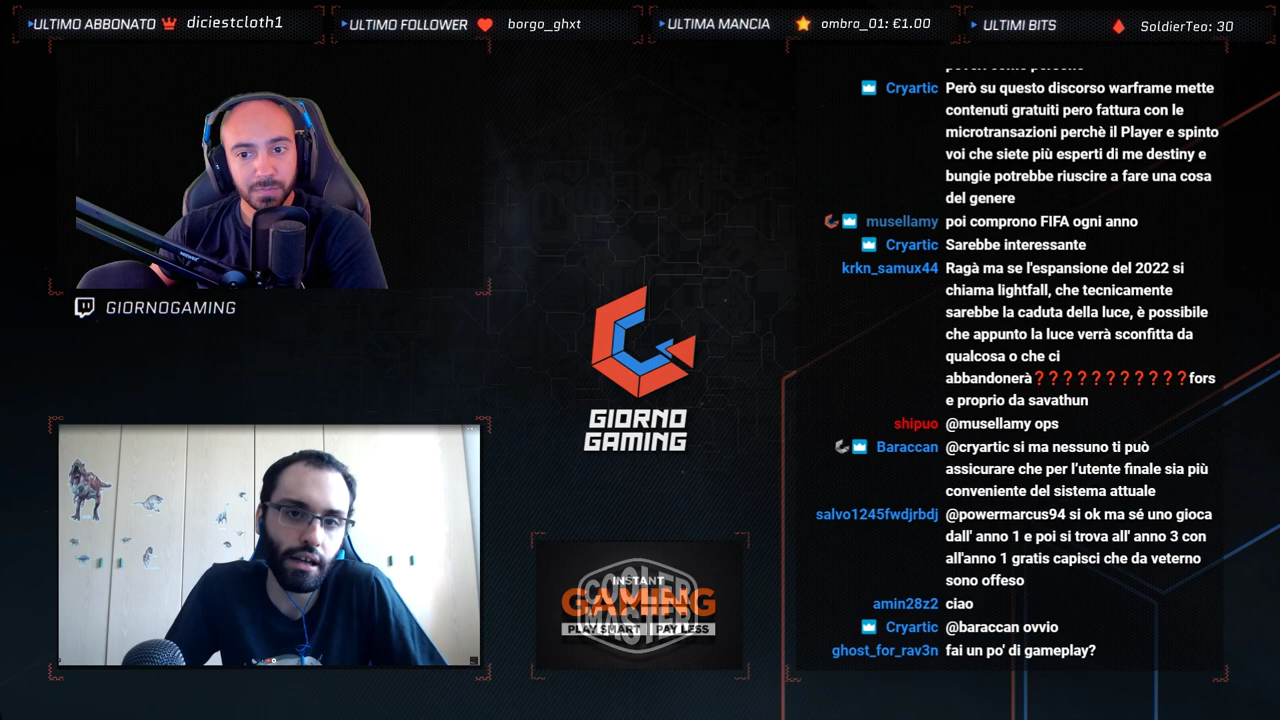 ULTIMO ABBONATO diciestcloth1
ULTIMO FOLLOWER borgo_ghxt
ULTIMA MANCIA ombra_01: €1.00
ULTIMI BITS SoldierTea: 30
GIORNOGAMING
GIORNO
GAMING
INSTANT
GAMING
COOLER
MASTER
PLAY SMART PAY LESS
Cryartic Però su questo discorso warframe mette
contenuti gratuiti pero fattura con le
microtransazioni perchè il Player e spinto
voi che siete più esperti di me destiny e
bungie potrebbe riuscire a fare una cosa
del genere
musellamy poi comprono FIFA ogni anno
Cryartic Sarebbe interessante
krkn_samux44 Ragà ma se l'espansione del 2022 si
chiama lightfall, che tecnicamente
sarebbe la caduta della luce, è possibile
che appunto la luce verrà sconfitta da
qualcosa o che ci
abbandonerà❓❓❓❓❓❓❓❓❓❓❓fors
e proprio da savathun
shipuo @musellamy ops
Baraccan @cryartic si ma nessuno ti può
assicurare che per l'utente finale sia più
conveniente del sistema attuale
salvo1245fwdjrbdj @powermarcus94 si ok ma sé uno gioca
dall' anno 1 e poi si trova all' anno 3 con
all'anno 1 gratis capisci che da veterno
sono offeso
amin28z2 ciao
Cryartic @baraccan ovvio
ghost_for_rav3n fai un po' di gameplay?